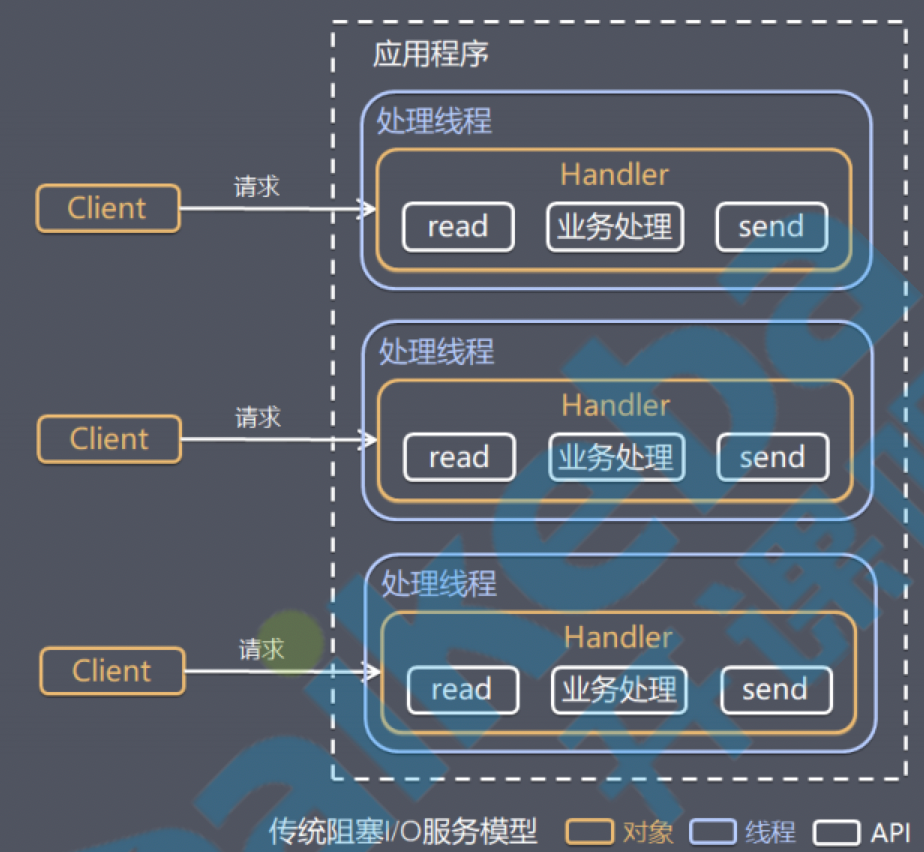 应用程序
处理线程
Handler
Client
请求
read
业务处理
send
处理线程
Handler
Client
请求
read
业务处理
send
处理线程
Handler
Client
请求
read
业务处理
send
传统阻塞I/O服务模型
对象
线程
API